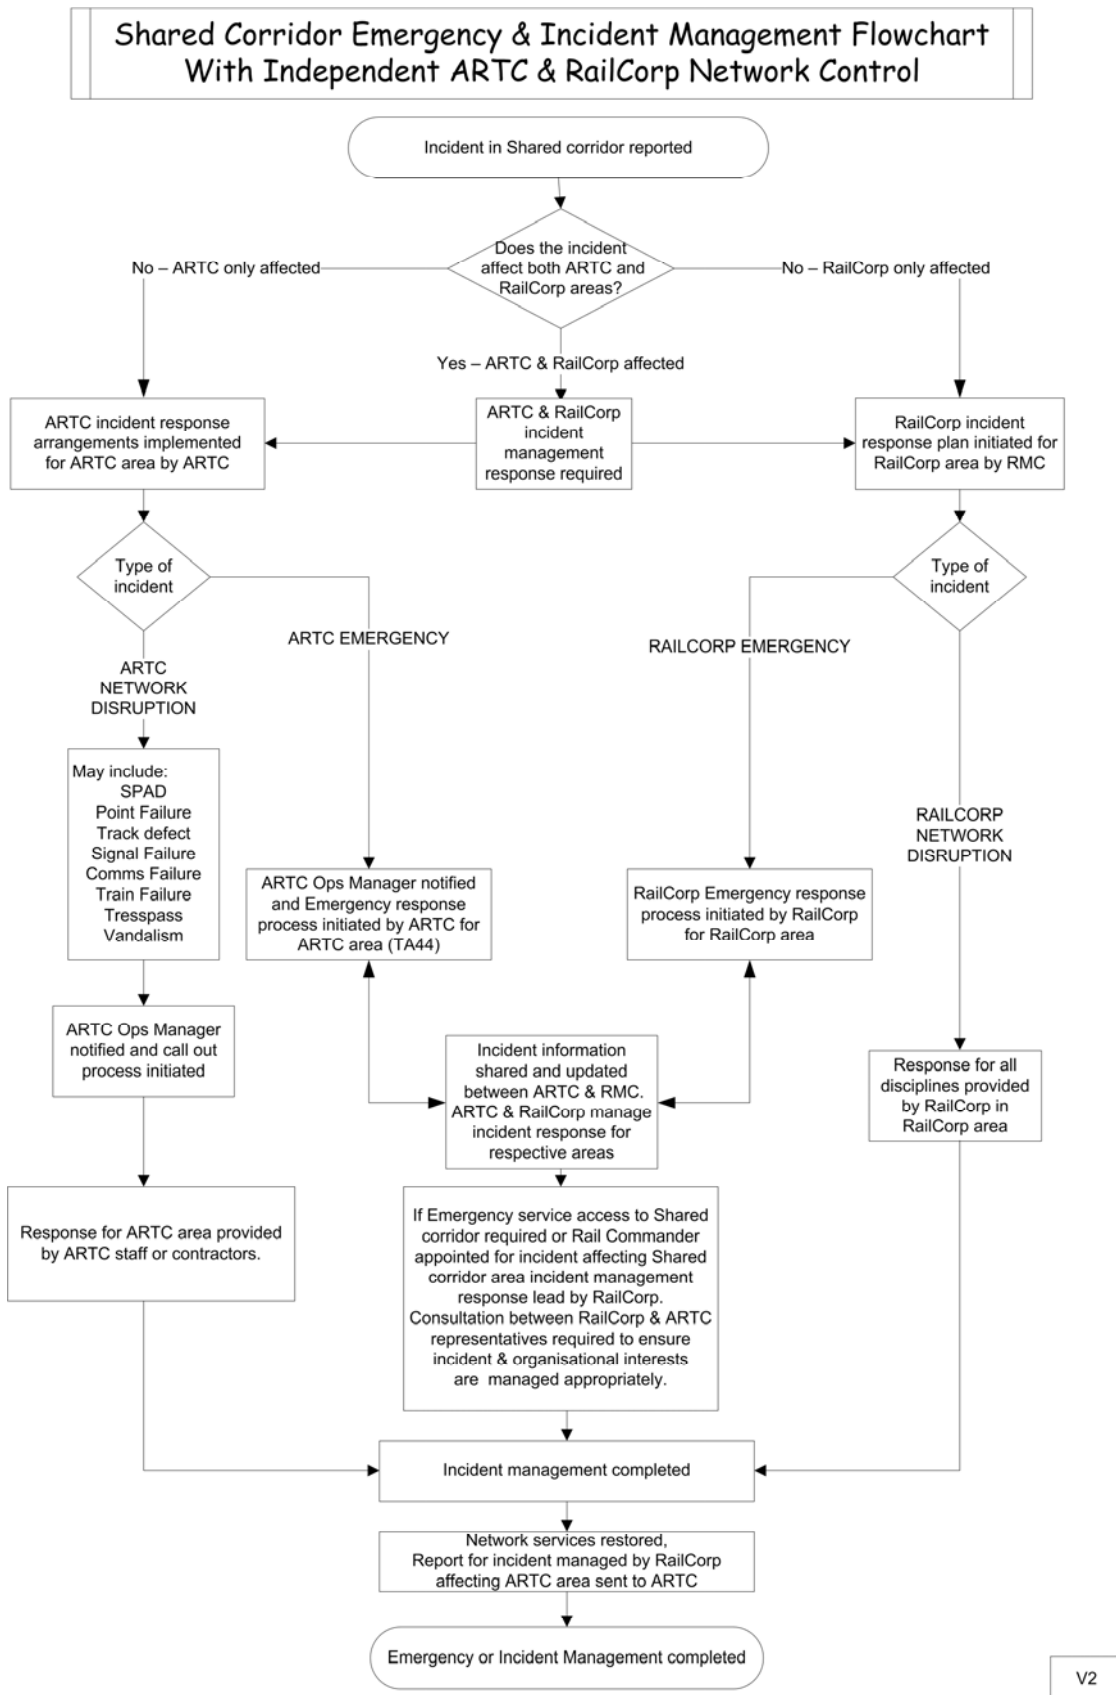 Shared Corridor Emergency & Incident Management Flowchart
With Independent ARTC & RailCorp Network Control
Incident in Shared corridor reported
Does the incident
affect both ARTC and
RailCorp areas?
No – ARTC only affected
No – RailCorp only affected
Yes – ARTC & RailCorp affected
ARTC incident response
arrangements implemented
for ARTC area by ARTC
ARTC & RailCorp
incident
management
response required
RailCorp incident
response plan initiated for
RailCorp area by RMC
Type of
incident
Type of
incident
ARTC EMERGENCY
RAILCORP EMERGENCY
ARTC
NETWORK
DISRUPTION
May include:
SPAD
Point Failure
Track defect
Signal Failure
Comms Failure
Train Failure
Tresspass
Vandalism
RAILCORP
NETWORK
DISRUPTION
ARTC Ops Manager notified
and Emergency response
process initiated by ARTC for
ARTC area (TA44)
RailCorp Emergency response
process initiated by RailCorp
for RailCorp area
ARTC Ops Manager
notified and call out
process initiated
Incident information
shared and updated
between ARTC & RMC.
ARTC & RailCorp manage
incident response for
respective areas
Response for all
disciplines provided
by RailCorp in
RailCorp area
Response for ARTC area provided
by ARTC staff or contractors.
If Emergency service access to Shared
corridor required or Rail Commander
appointed for incident affecting Shared
corridor area incident management
response lead by RailCorp.
Consultation between RailCorp & ARTC
representatives required to ensure
incident & organisational interests
are managed appropriately.
Incident management completed
Network services restored,
Report for incident managed by RailCorp
affecting ARTC area sent to ARTC
Emergency or Incident Management completed
V2